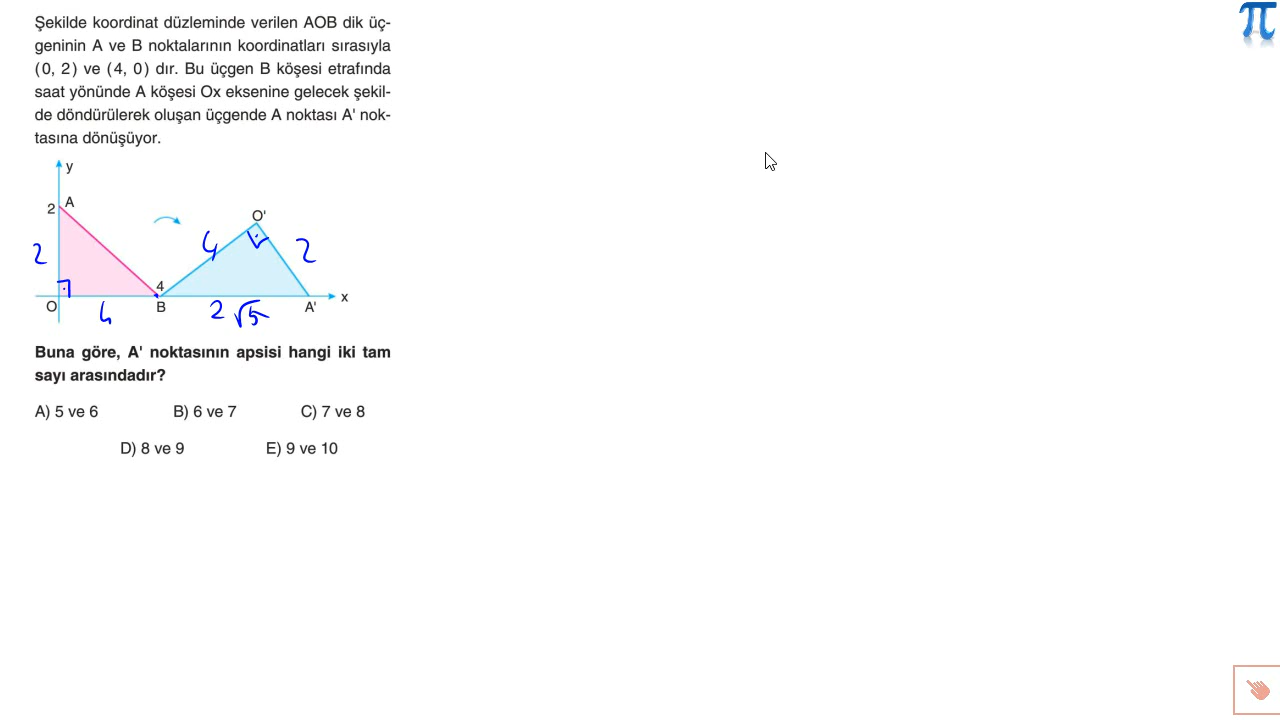 Şekilde koordinat düzleminde verilen AOB dik üç-
geninin A ve B noktalarının koordinatları sırasıyla
(0, 2) ve (4, 0) dır. Bu üçgen B köşesi etrafında
saat yönünde A köşesi Ox eksenine gelecek şekil-
de döndürülerek oluşan üçgende A noktası A' nok-
tasına dönüşüyor.
y
2 A
O'
2
4
2
4
O
B
A'
x
4
2 √5
Buna göre, A' noktasının apsisi hangi iki tam
sayı arasındadır?
A) 5 ve 6 B) 6 ve 7 C) 7 ve 8
D) 8 ve 9 E) 9 ve 10
π